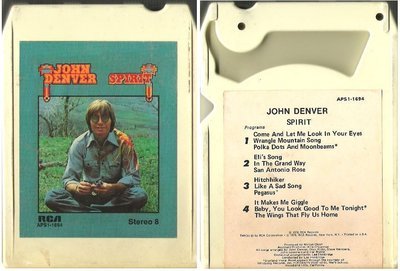 JOHN
DENVER SPIRIT
RCA
APS1-1694
Stereo 8
APS1-1694
JOHN DENVER
SPIRIT
Programs
1
Come And Let Me Look In Your Eyes
Wrangle Mountain Song
Polka Dots And Moonbeams*
2
Eli's Song
In The Grand Way
San Antonio Rose
3
Hitchhiker
Like A Sad Song
Pegasus
4
It Makes Me Giggle
Baby, You Look Good To Me Tonight*
The Wings That Fly Us Home